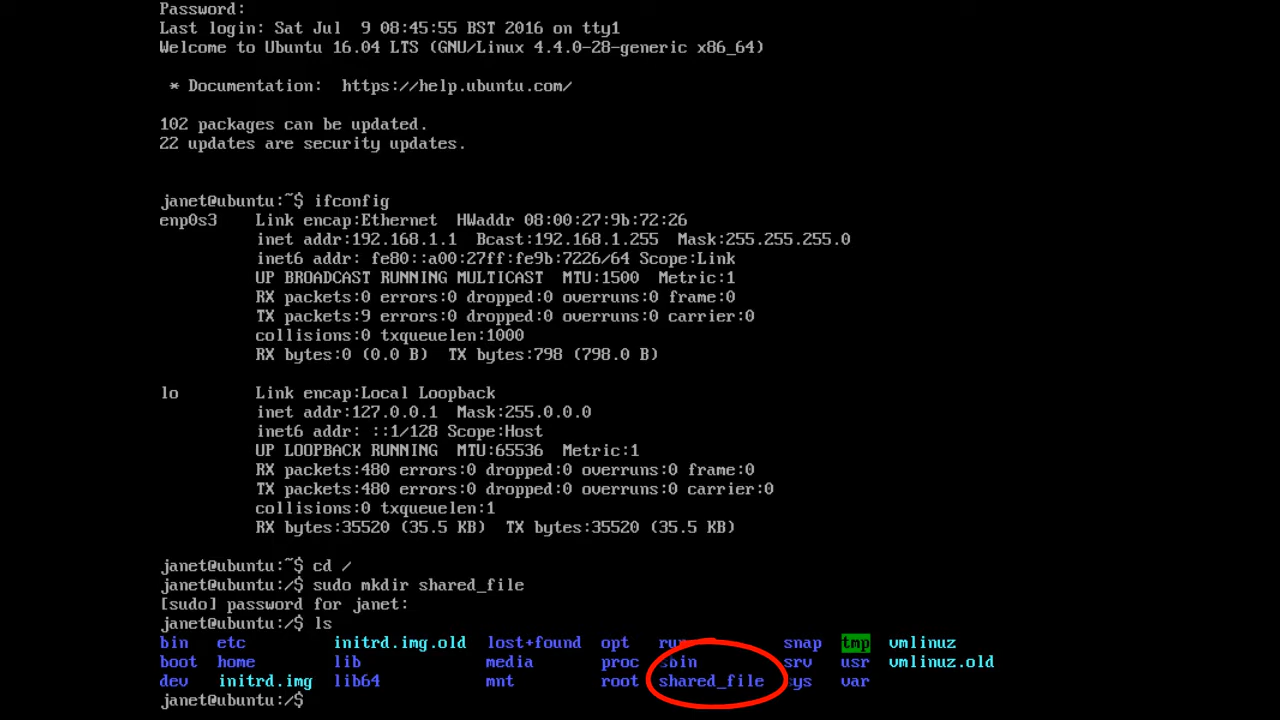 Password:
Last login: Sat Jul  9 08:45:55 BST 2016 on tty1
Welcome to Ubuntu 16.04 LTS (GNU/Linux 4.4.0-28-generic x86_64)
 * Documentation:  https://help.ubuntu.com/
102 packages can be updated.
22 updates are security updates.
janet@ubuntu:~$ ifconfig
enp0s3    Link encap:Ethernet  HWaddr 08:00:27:9b:72:26
          inet addr:192.168.1.1  Bcast:192.168.1.255  Mask:255.255.255.0
          inet6 addr: fe80::a00:27ff:fe9b:7226/64 Scope:Link
          UP BROADCAST RUNNING MULTICAST  MTU:1500  Metric:1
          RX packets:0 errors:0 dropped:0 overruns:0 frame:0
          TX packets:9 errors:0 dropped:0 overruns:0 carrier:0
          collisions:0 txqueuelen:1000
          RX bytes:0 (0.0 B)  TX bytes:798 (798.0 B)
lo        Link encap:Local Loopback
          inet addr:127.0.0.1  Mask:255.0.0.0
          inet6 addr: ::1/128 Scope:Host
          UP LOOPBACK RUNNING  MTU:65536  Metric:1
          RX packets:480 errors:0 dropped:0 overruns:0 frame:0
          TX packets:480 errors:0 dropped:0 overruns:0 carrier:0
          collisions:0 txqueuelen:1
          RX bytes:35520 (35.5 KB)  TX bytes:35520 (35.5 KB)
janet@ubuntu:~$ cd /
janet@ubuntu:/$ sudo mkdir shared_file
[sudo] password for janet:
janet@ubuntu:/$ ls
bin   etc         initrd.img.old  lost+found  opt   run          snap  tmp  vmlinuz
boot  home        lib             media       proc  sbin         srv   usr  vmlinuz.old
dev   initrd.img  lib64           mnt         root  shared_file  sys   var
janet@ubuntu:/$